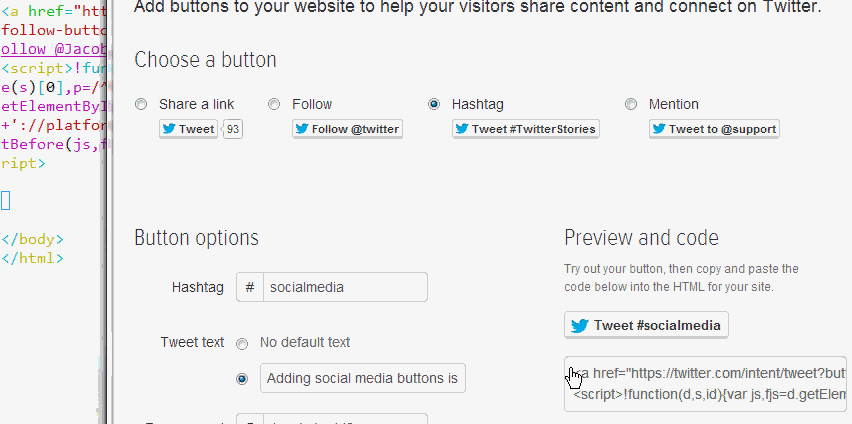 <a href="htt
follow-butto
ollow @Jacob
<script>!func
e(s)[0],p=/^
etElementByI
+'://platfor
tBefore(js,f
ript>
</body>
</html>
Add buttons to your website to help your visitors share content and connect on Twitter.
Choose a button
Share a link
Follow
Hashtag
Mention
Tweet 93
Follow @twitter
Tweet #TwitterStories
Tweet to @support
Button options
Hashtag # socialmedia
Tweet text No default text
Adding social media buttons is
Preview and code
Try out your button, then copy and paste the
code below into the HTML for your site.
Tweet #socialmedia
<a href="https://twitter.com/intent/tweet?but
<script>!function(d,s,id){var js,fjs=d.getElem